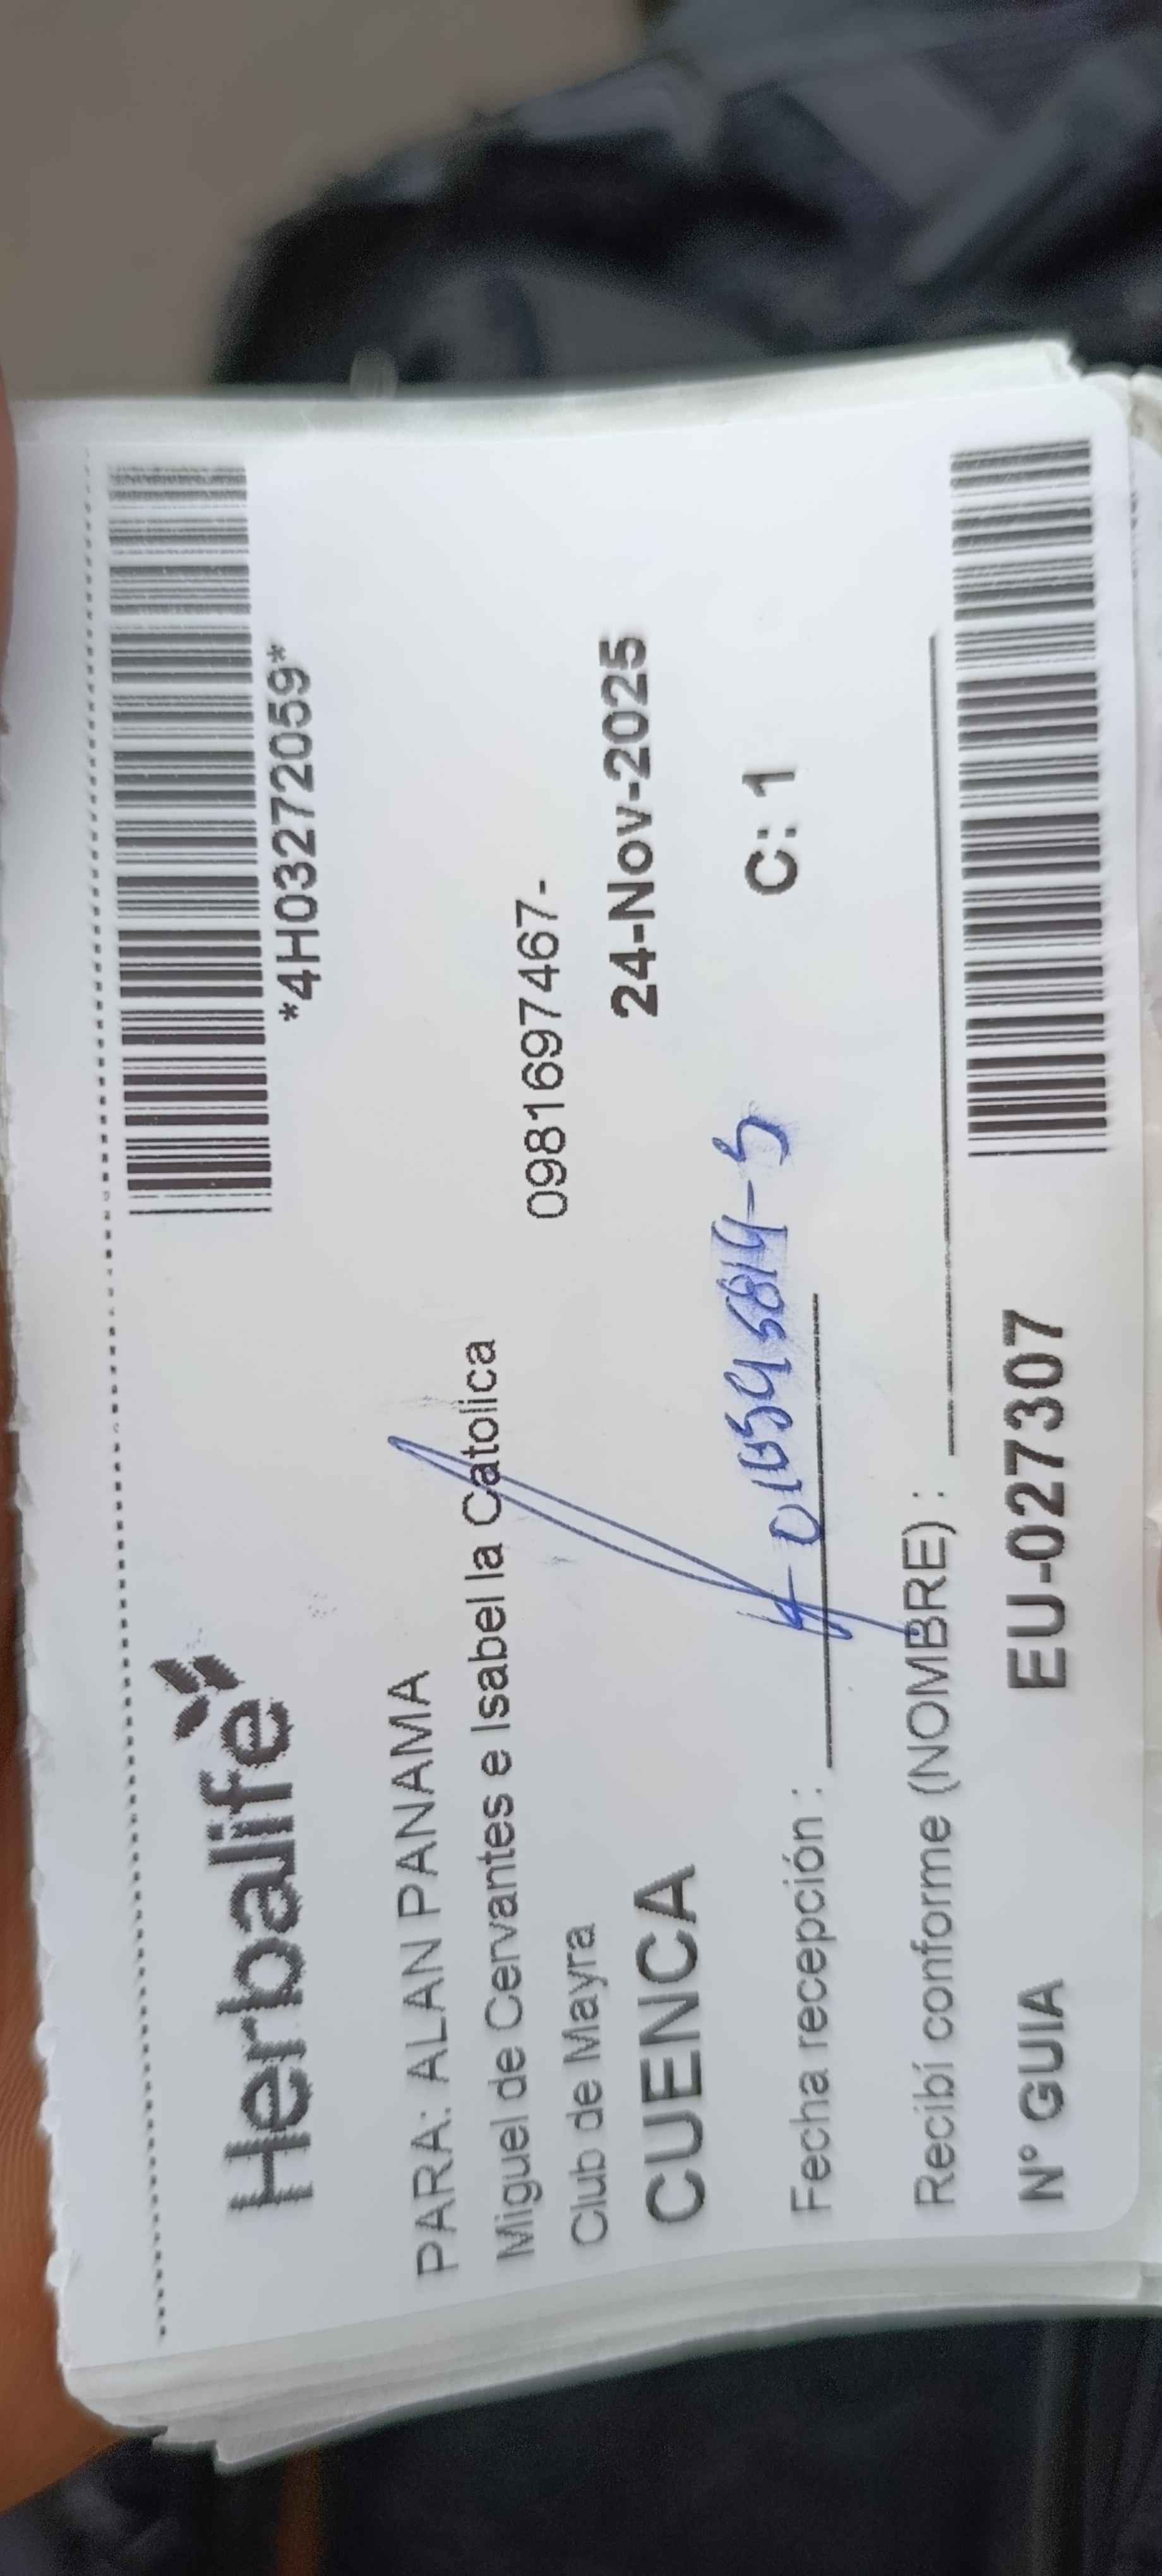 Herbalife
*4H03272059*
PARA: ALAN PANAMA
Miguel de Cervantes e Isabel la Catolica
Club de Mayra
0981697467-
CUENCA
24-Nov-2025
Fecha recepción :
C: 1
Recibí conforme (NOMBRE) :
Nº GUIA EU-027307